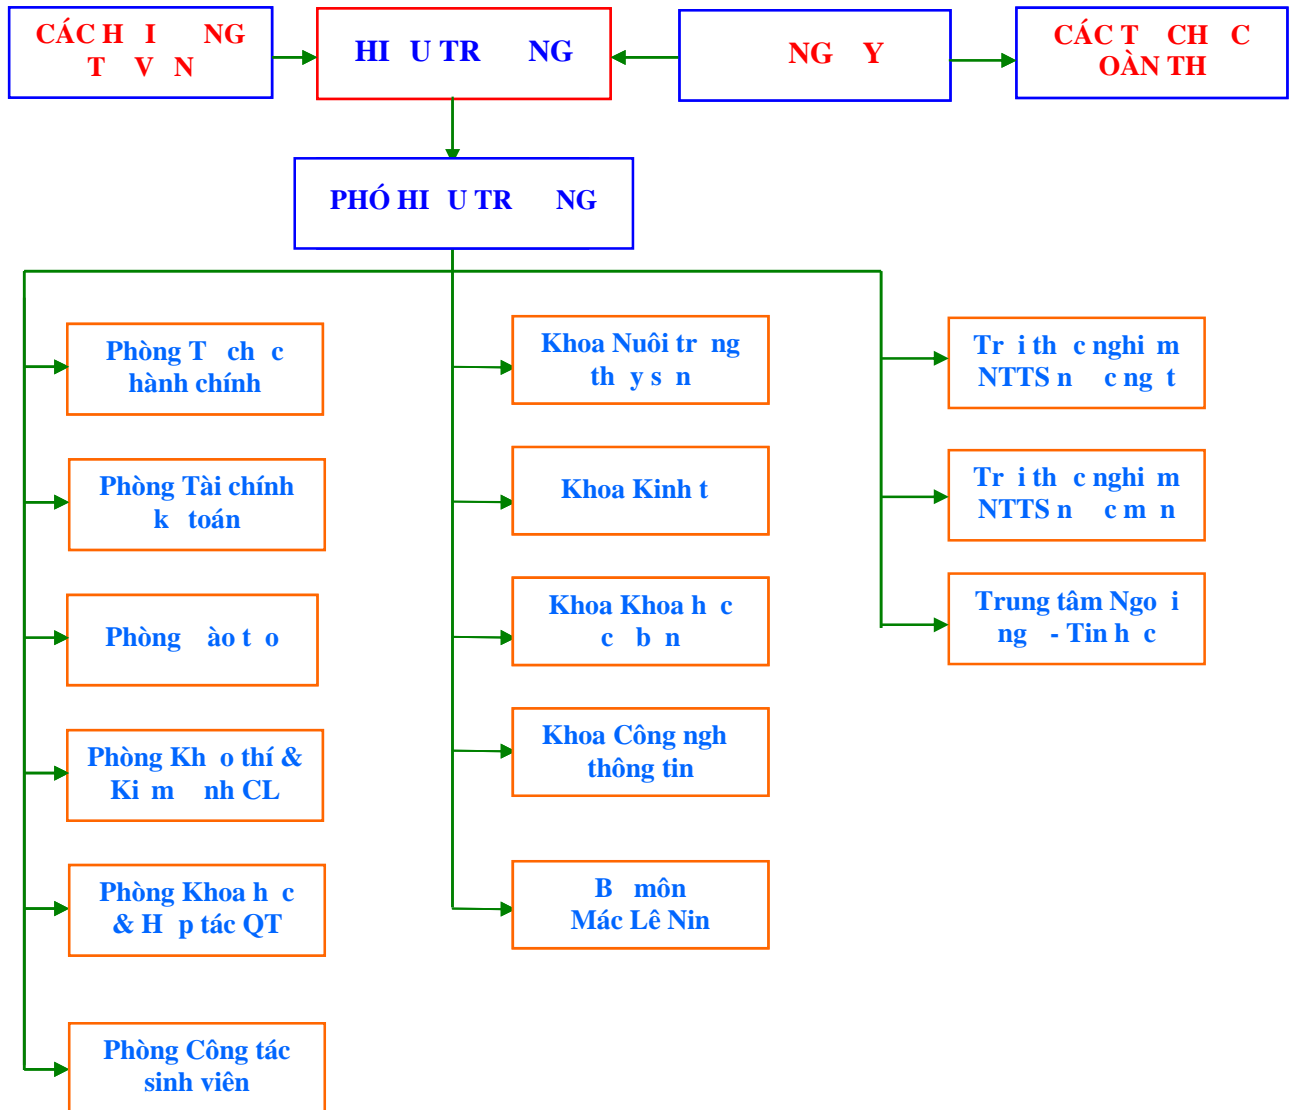 CÁC H I NG
T V N
HI U TR NG
NG Y
CÁC T CH C
OÀN TH
PHÓ HI U TR NG
Phòng T ch c
hành chính
Phòng Tài chính
k toán
Phòng ào t o
Phòng Kh o thí &
Ki m nh CL
Phòng Khoa h c
& H p tác QT
Phòng Công tác
sinh viên
Khoa Nuôi tr ng
th y s n
Khoa Kinh t
Khoa Khoa h c
c b n
Khoa Công ngh
thông tin
B môn
Mác Lê Nin
Tr i th c nghi m
NTTS n c ng t
Tr i th c nghi m
NTTS n c m n
Trung tâm Ngo i
ng - Tin h c